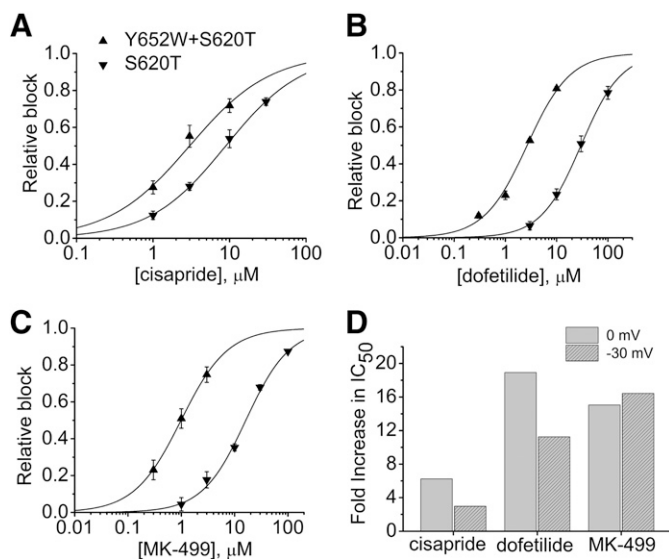 A
▲ Y652W+S620T
▼ S620T
Relative block
1.0
0.8
0.6
0.4
0.2
0.0
0.1 1 10 100
[cisapride], μM
B
Relative block
1.0
0.8
0.6
0.4
0.2
0.0
0.01 0.1 1 10 100
[dofetilide], μM
C
Relative block
1.0
0.8
0.6
0.4
0.2
0.0
0.01 0.1 1 10 100
[MK-499], μM
D
0 mV
-30 mV
Fold Increase in IC50
20
16
12
8
4
0
cisapride dofetilide MK-499